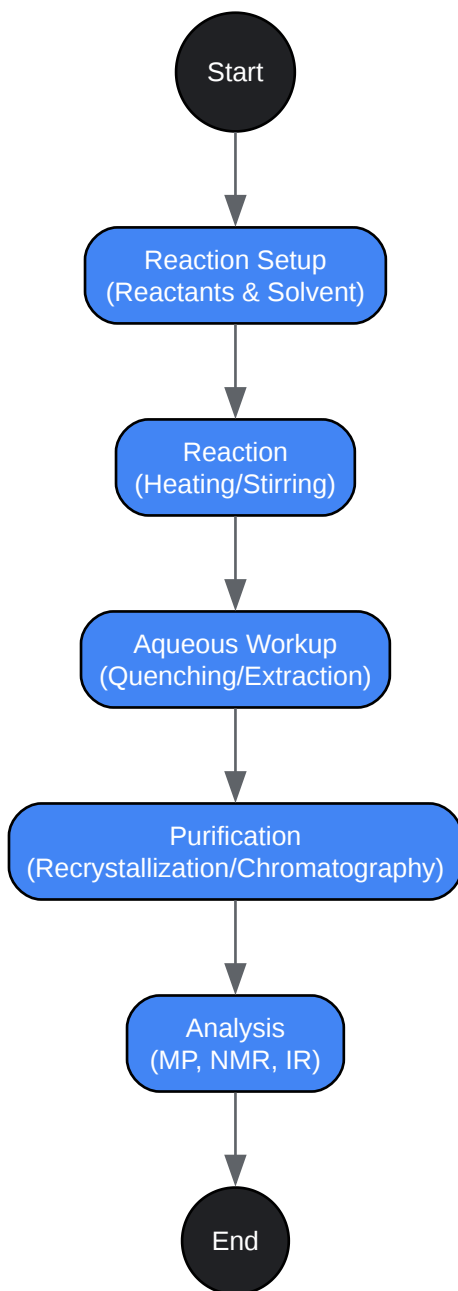 Start
Reaction Setup
(Reactants & Solvent)
Reaction
(Heating/Stirring)
Aqueous Workup
(Quenching/Extraction)
Purification
(Recrystallization/Chromatography)
Analysis
(MP, NMR, IR)
End